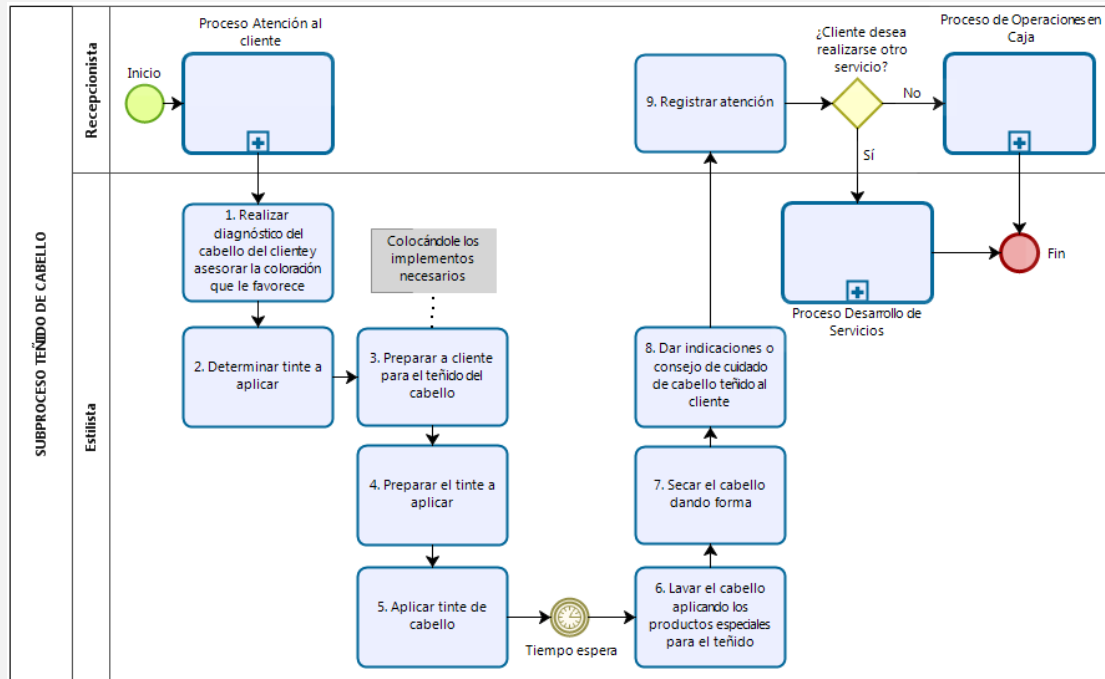 SUBPROCESO TEÑIDO DE CABELLO
Recepcionista
Inicio
Proceso Atención al
cliente
9. Registrar atención
¿Cliente desea
realizarse otro
servicio?
No
Sí
Proceso de Operaciones en
Caja
Estilista
1. Realizar
diagnóstico del
cabello del cliente y
asesorar la coloración
que le favorece
2. Determinar tinte a
aplicar
Colocándole los
implementos
necesarios
3. Preparar a cliente
para el teñido del
cabello
4. Preparar el tinte a
aplicar
5. Aplicar tinte de
cabello
Tiempo espera
6. Lavar el cabello
aplicando los
productos especiales
para el teñido
7. Secar el cabello
dando forma
8. Dar indicaciones o
consejo de cuidado
de cabello teñido al
cliente
Proceso Desarrollo de
Servicios
Fin